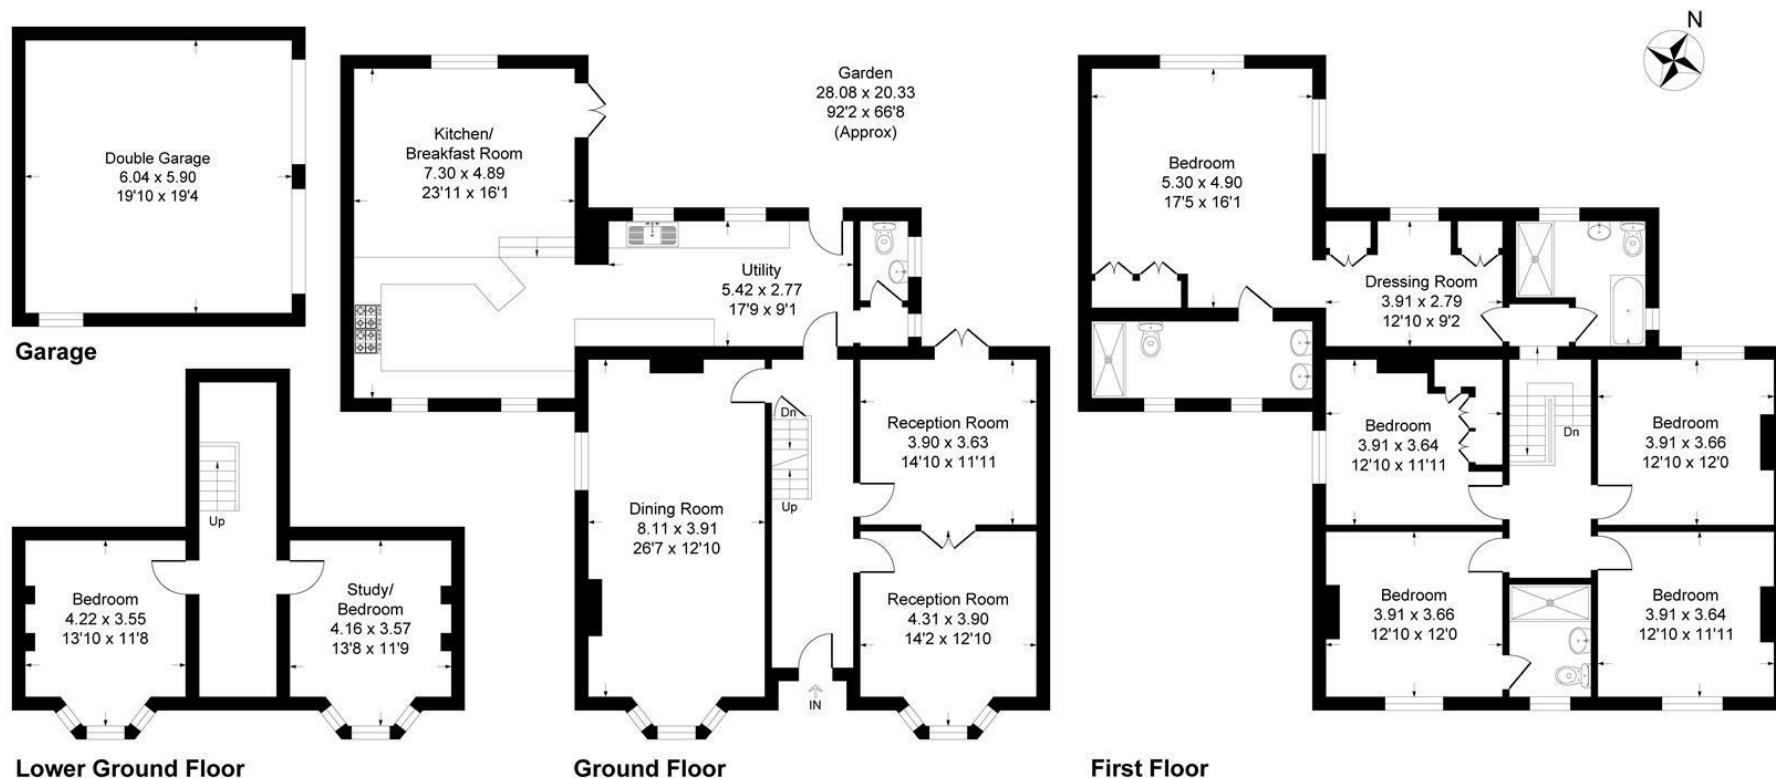 Double Garage
6.04 x 5.90
19'10 x 19'4
Garage
Up
Bedroom
4.22 x 3.55
13'10 x 11'8
Study/
Bedroom
4.16 x 3.57
13'8 x 11'9
Lower Ground Floor
Garden
28.08 x 20.33
92'2 x 66'8
(Approx)
Kitchen/
Breakfast Room
7.30 x 4.89
23'11 x 16'1
Utility
5.42 x 2.77
17'9 x 9'1
Dn
Up
Reception Room
3.90 x 3.63
14'10 x 11'11
Dining Room
8.11 x 3.91
26'7 x 12'10
Reception Room
4.31 x 3.90
14'2 x 12'10
IN
Ground Floor
N
Bedroom
5.30 x 4.90
17'5 x 16'1
Dressing Room
3.91 x 2.79
12'10 x 9'2
Bedroom
3.91 x 3.64
12'10 x 11'11
Dn
Bedroom
3.91 x 3.66
12'10 x 12'0
Bedroom
3.91 x 3.66
12'10 x 12'0
Bedroom
3.91 x 3.64
12'10 x 11'11
First Floor